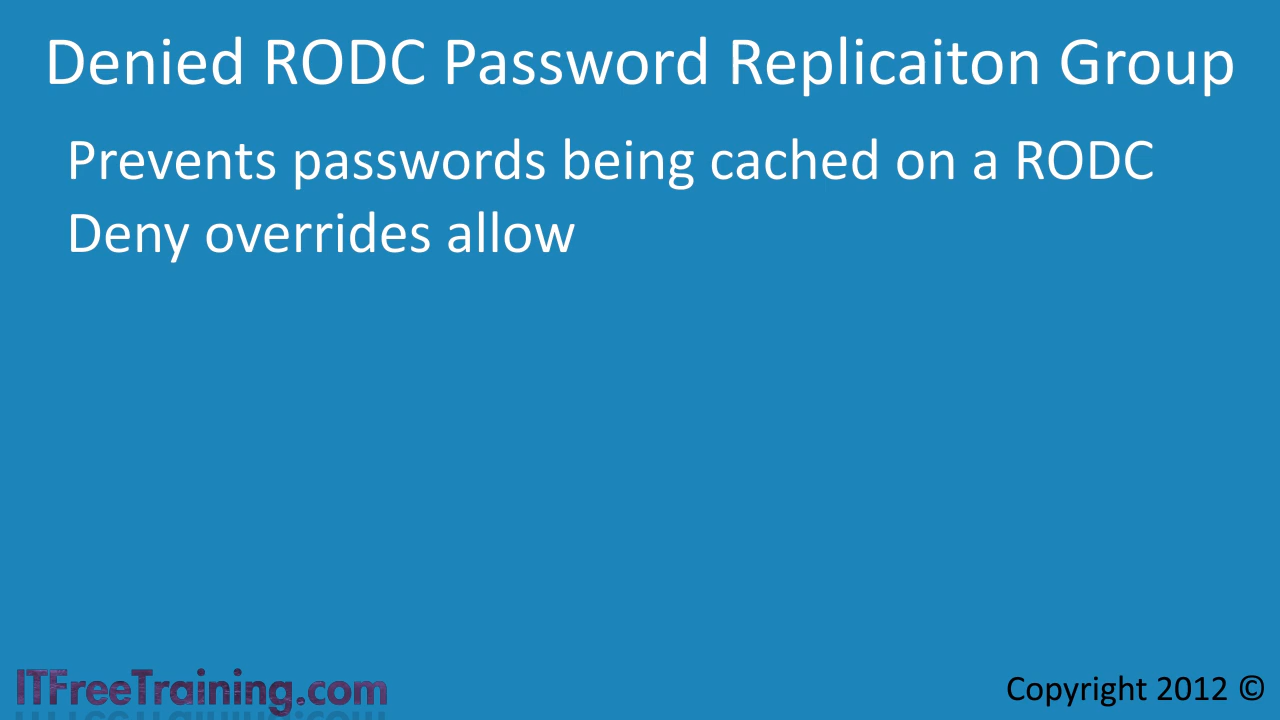 Denied RODC Password Replicaiton Group
Prevents passwords being cached on a RODC
Deny overrides allow
ITFreeTraining.com
Copyright 2012 ©